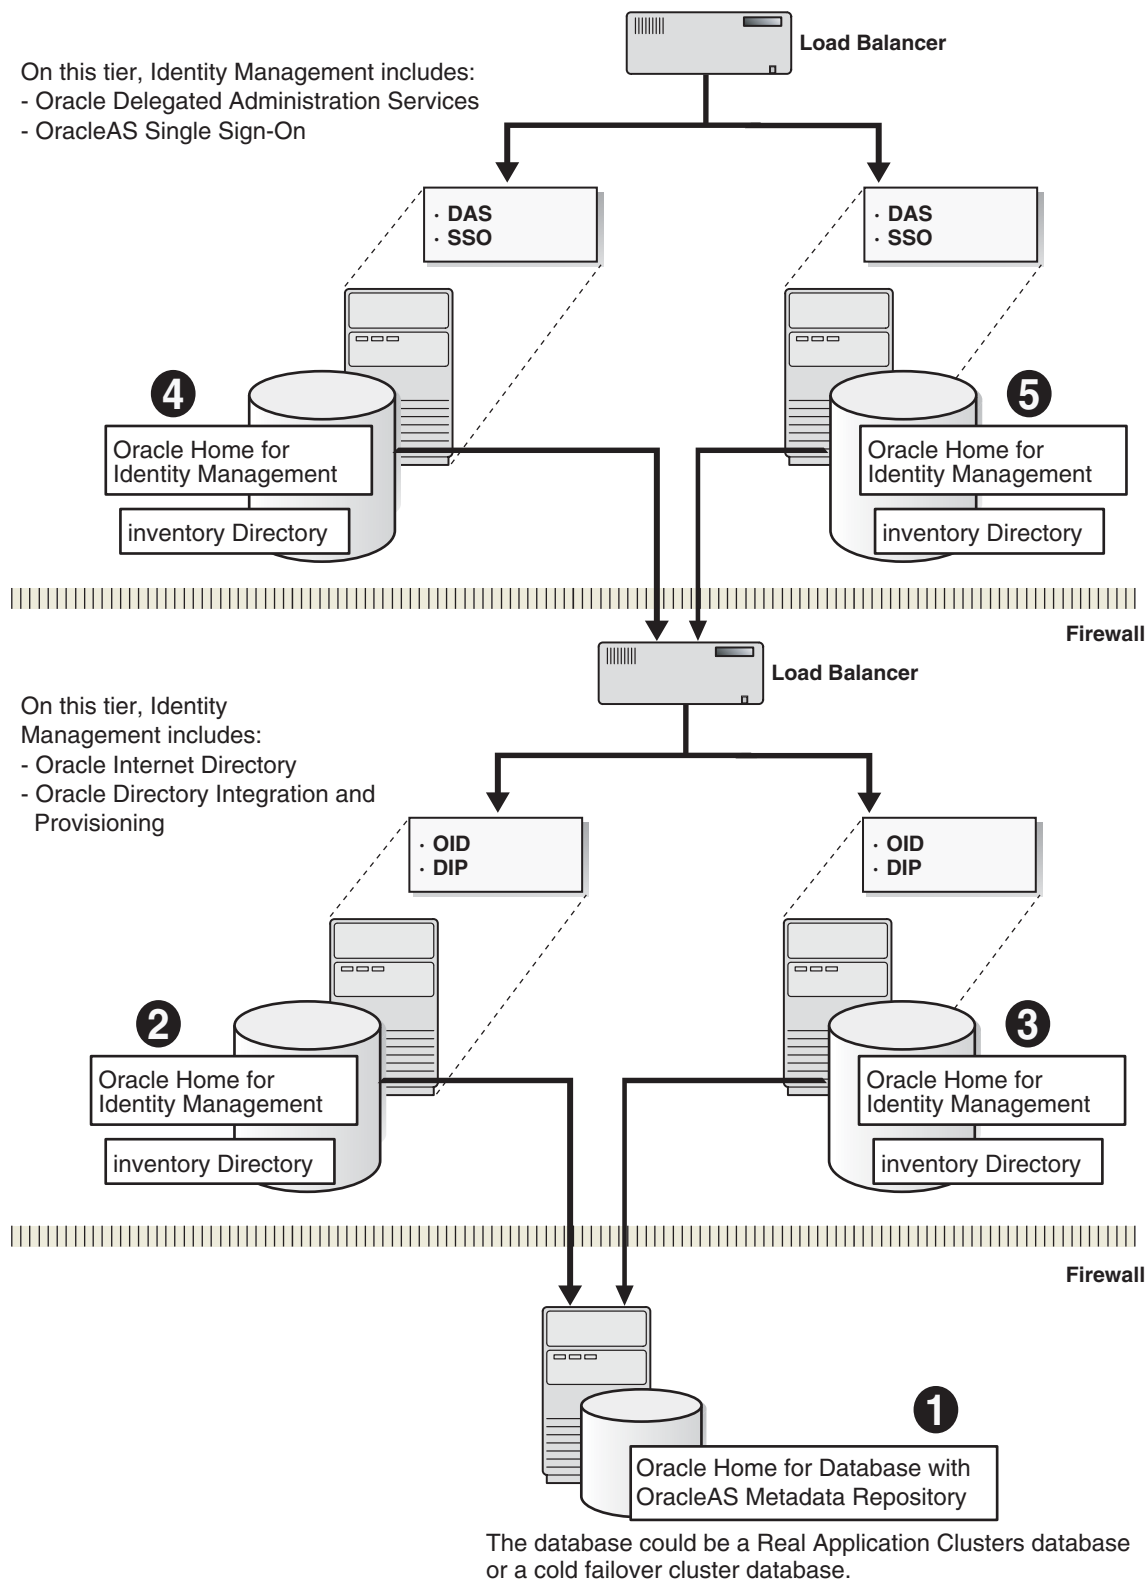 Load Balancer
On this tier, Identity Management includes:
- Oracle Delegated Administration Services
- OracleAS Single Sign-On
· DAS
· SSO
· DAS
· SSO
4
Oracle Home for
Identity Management
inventory Directory
5
Oracle Home for
Identity Management
inventory Directory
Firewall
Load Balancer
On this tier, Identity
Management includes:
- Oracle Internet Directory
- Oracle Directory Integration and
Provisioning
· OID
· DIP
· OID
· DIP
2
Oracle Home for
Identity Management
inventory Directory
3
Oracle Home for
Identity Management
inventory Directory
Firewall
1
Oracle Home for Database with
OracleAS Metadata Repository
The database could be a Real Application Clusters database
or a cold failover cluster database.